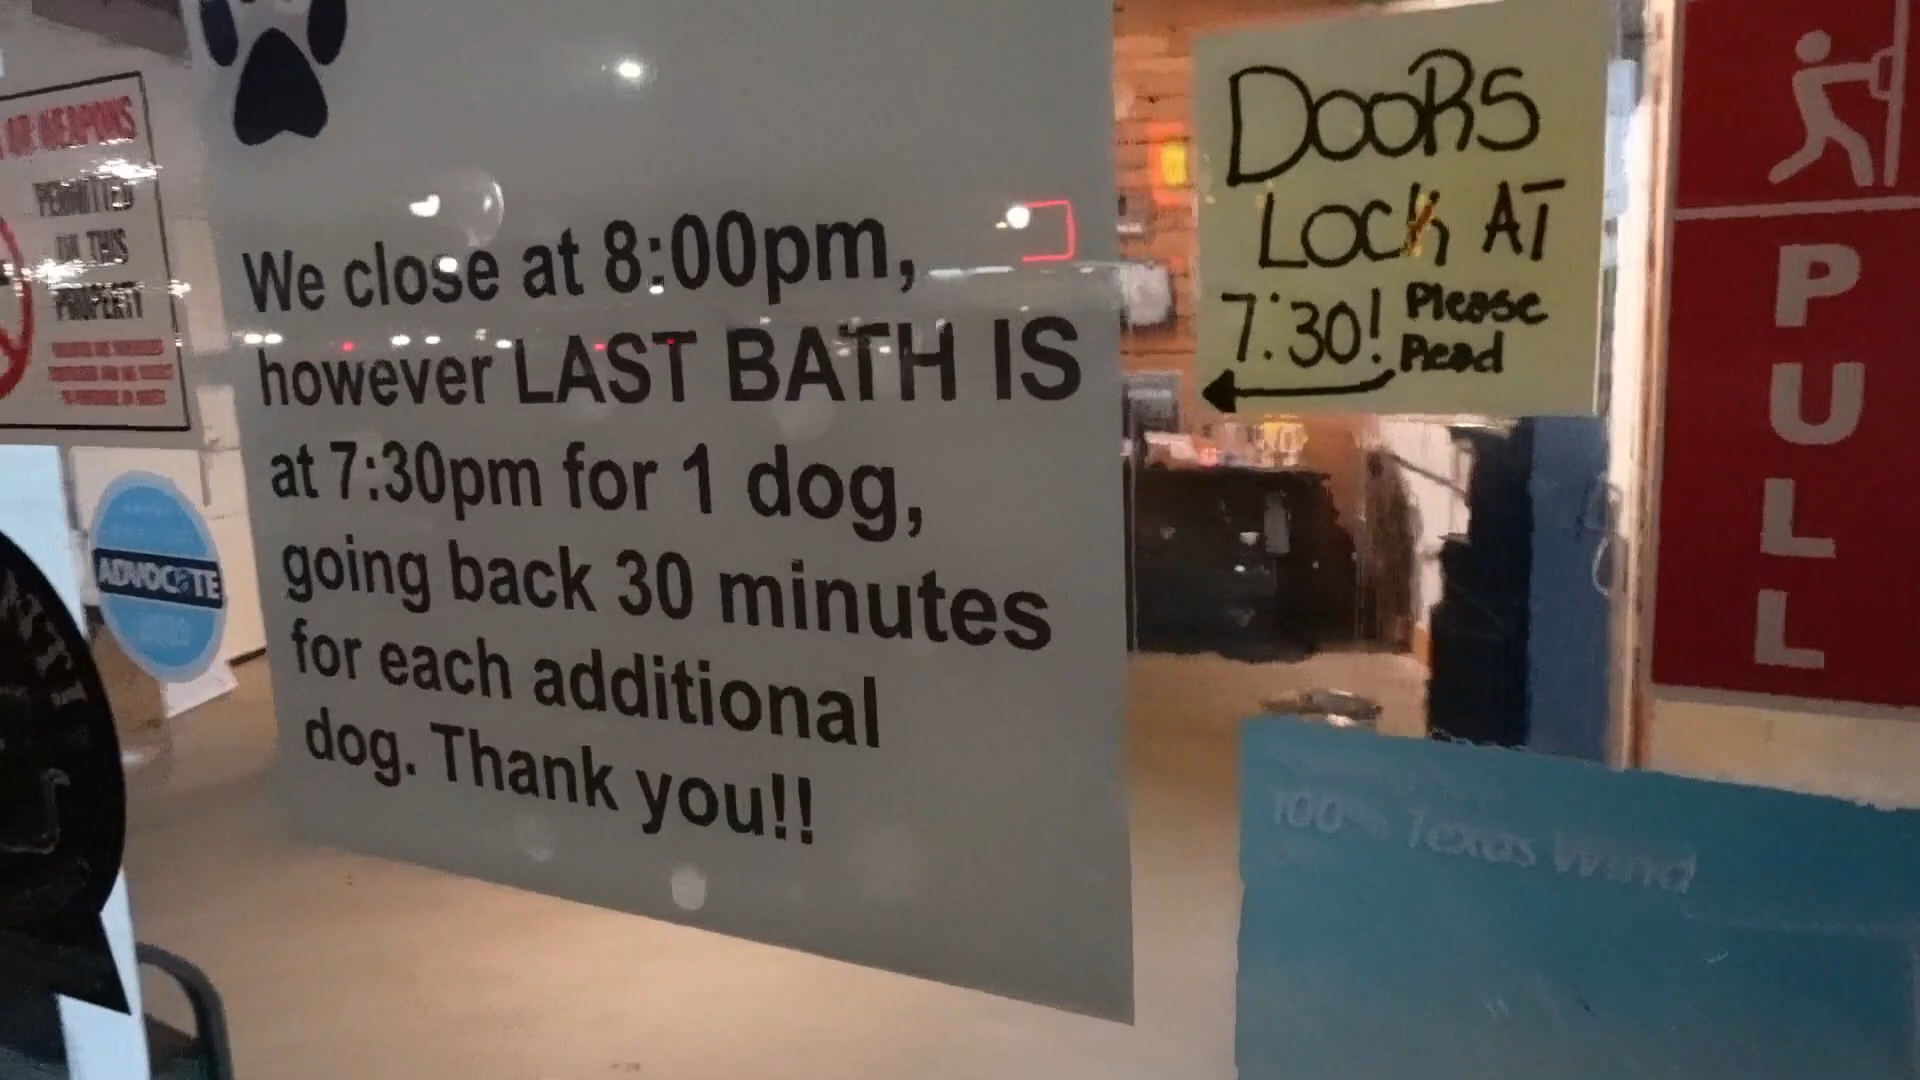 WEAPONS
PERMITTED
ON THIS
PROPERTY
ADVOCaTE
We close at 8:00pm,
however LAST BATH IS
at 7:30pm for 1 dog,
going back 30 minutes
for each additional
dog. Thank you!!
DOORS
LOCK AT
7:30! Please
Read
PULL
100% Texas Wind